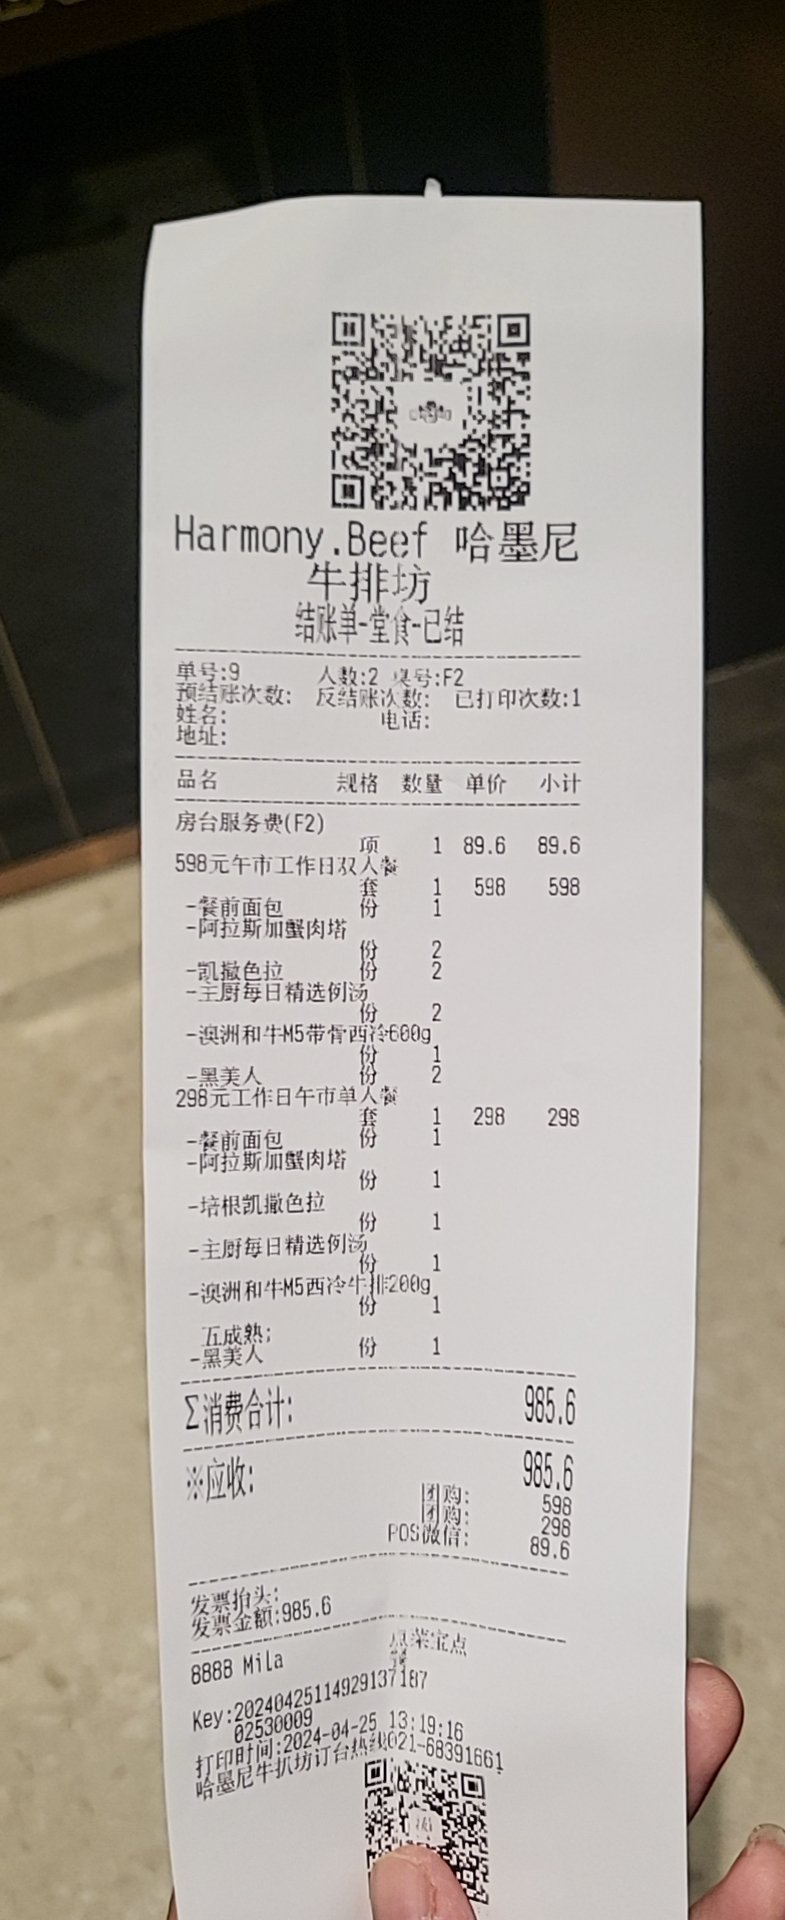 Harmony.Beef 哈墨尼
牛排坊
结账单-堂食-已结
单号:9 人数:2 桌号:F2
预结账次数: 反结账次数: 已打印次数:1
姓名: 电话:
地址:
品名 规格 数量 单价 小计
房台服务费(F2)
项 1 89.6 89.6
598元午市工作日双人餐
套 1 598 598
-餐前面包 份 1
-阿拉斯加蟹肉塔
份 2
-凯撒色拉 份 2
-主厨每日精选例汤
份 2
-澳洲和牛M5带骨西冷600g
份 1
-黑美人 份 2
298元工作日午市单人餐
套 1 298 298
-餐前面包 份 1
-阿拉斯加蟹肉塔
份 1
-培根凯撒色拉
份 1
-主厨每日精选例汤
份 1
-澳洲和牛M5西冷牛排200g
份 1
五成熟;
-黑美人 份 1
∑消费合计: 985.6
※应收: 985.6
团购: 598
团购: 298
POS微信: 89.6
发票抬头:
发票金额:985.6
8888 Mila 点菜宝点
Key:20240425114929137187
02530009
打印时间:2024-04-25 13:19:16
哈墨尼牛扒坊订台热线021-68391661